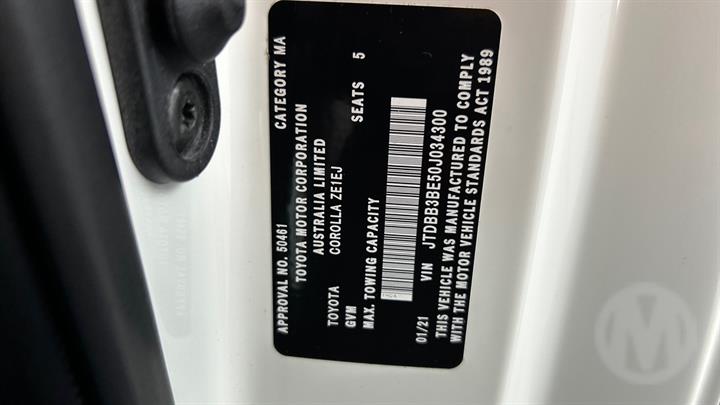 APPROVAL NO. 50461 CATEGORY MA
TOYOTA MOTOR CORPORATION
AUSTRALIA LIMITED
TOYOTA COROLLA ZE1EJ
GVM SEATS 5
MAX. TOWING CAPACITY
01/21 VIN JTDBB3BE50J034300
THIS VEHICLE WAS MANUFACTURED TO COMPLY
WITH THE MOTOR VEHICLE STANDARDS ACT 1989
M